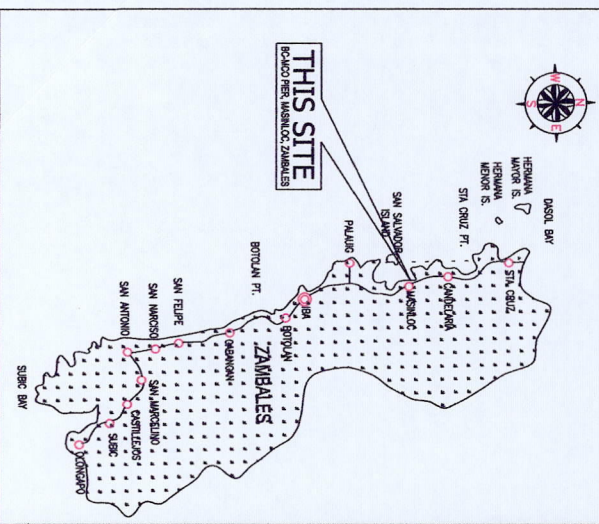 N
W
E
THIS SITE
BC-MCO PIER, MASINLOC, ZAMBALES
DASOL BAY
HERMANA
MAYOR IS.
HERMANA
MENOR IS.
STA CRUZ PT.
STA CRUZ
CANDELARIA
SAN SALVADOR
ISLAND
MASINLOC
PALAUIG
IBA
BOTOLAN PT.
BOTOLAN
ZAMBALES
CABANGAN
SAN FELIPE
SAN NARCISO
SAN ANTONIO
SAN MARCELINO
CASTILLEJOS
SUBIC
OLONGAPO
SUBIC BAY